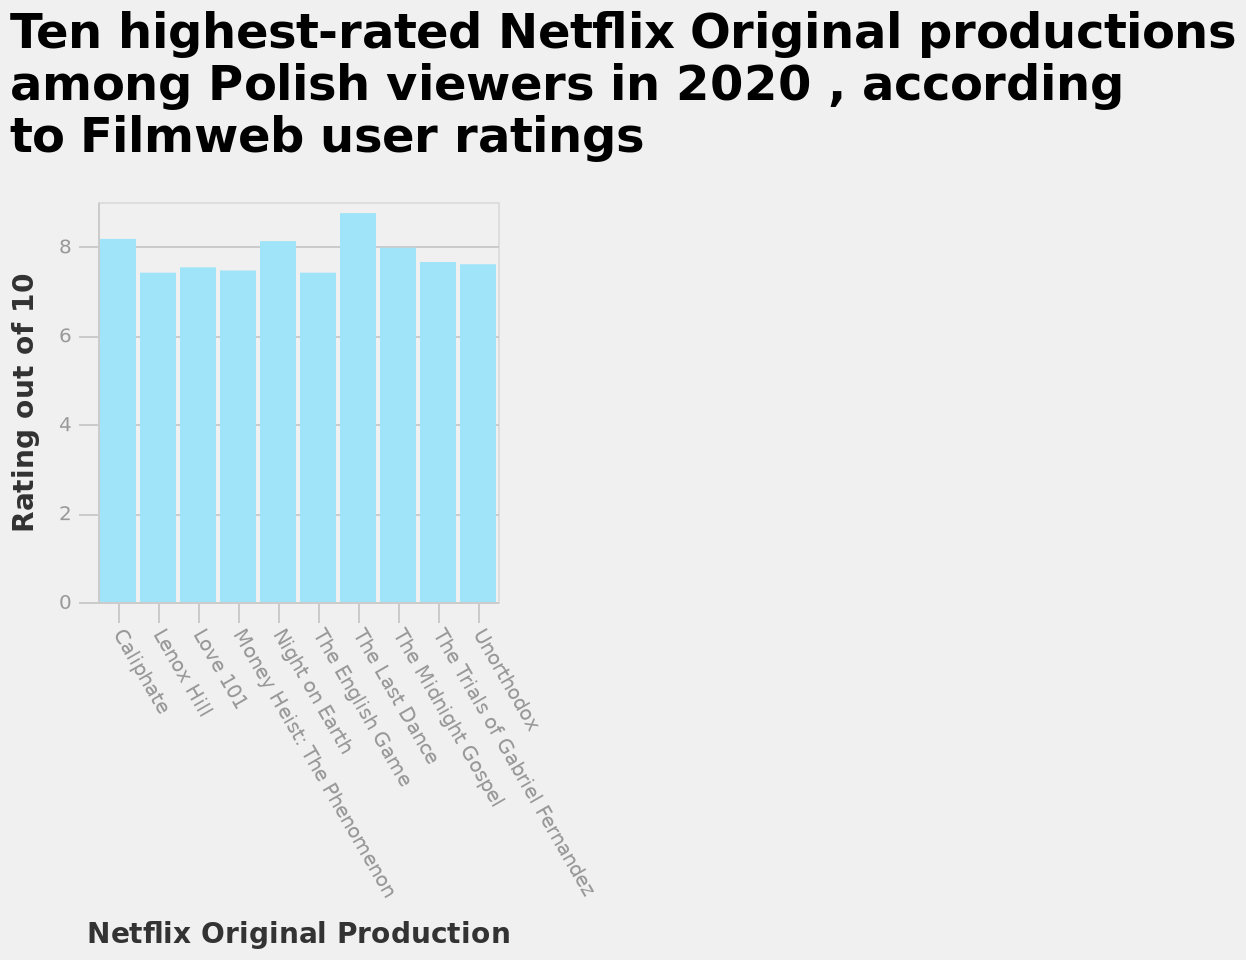 Ten highest-rated Netflix Original productions
among Polish viewers in 2020 , according
to Filmweb user ratings
Rating out of 10
8
6
4
2
0
Caliphate
Lenox Hill
Love 101
Money Heist: The Phenomenon
Night on Earth
The English Game
The Last Dance
The Midnight Gospel
The Trials of Gabriel Fernandez
Unorthodox
Netflix Original Production